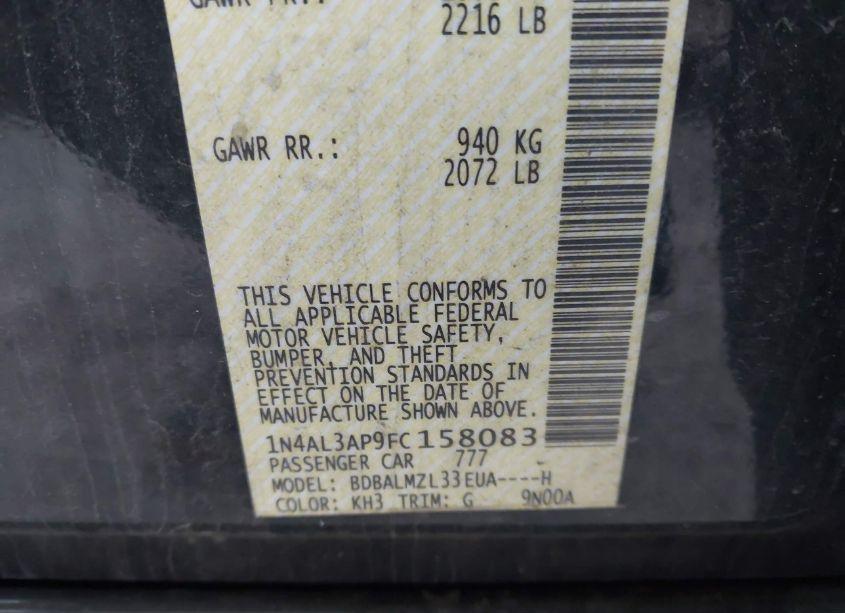 GAWR FR.:
2216 LB
GAWR RR.: 940 KG
2072 LB
THIS VEHICLE CONFORMS TO
ALL APPLICABLE FEDERAL
MOTOR VEHICLE SAFETY,
BUMPER, AND THEFT
PREVENTION STANDARDS IN
EFFECT ON THE DATE OF
MANUFACTURE SHOWN ABOVE.
1N4AL3AP9FC158083
PASSENGER CAR 777
MODEL: BDBALMZL33EUA----H
COLOR: KH3 TRIM: G 9N00A